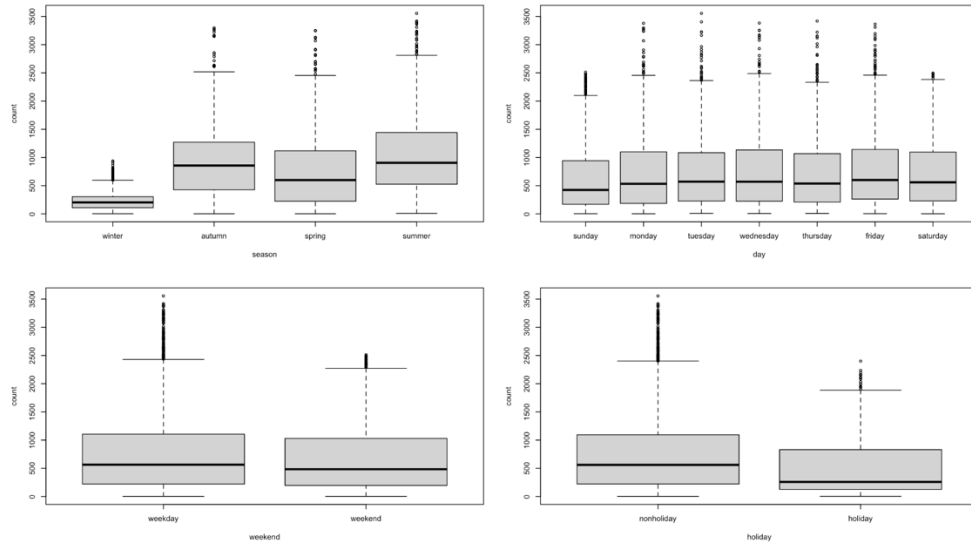 count
3500
3000
2500
2000
1500
1000
500
0
winter autumn spring summer
season
count
3500
3000
2500
2000
1500
1000
500
0
sunday monday tuesday wednesday thursday friday saturday
day
count
3500
3000
2500
2000
1500
1000
500
0
weekday weekend
weekend
count
3500
3000
2500
2000
1500
1000
500
0
nonholiday holiday
holiday